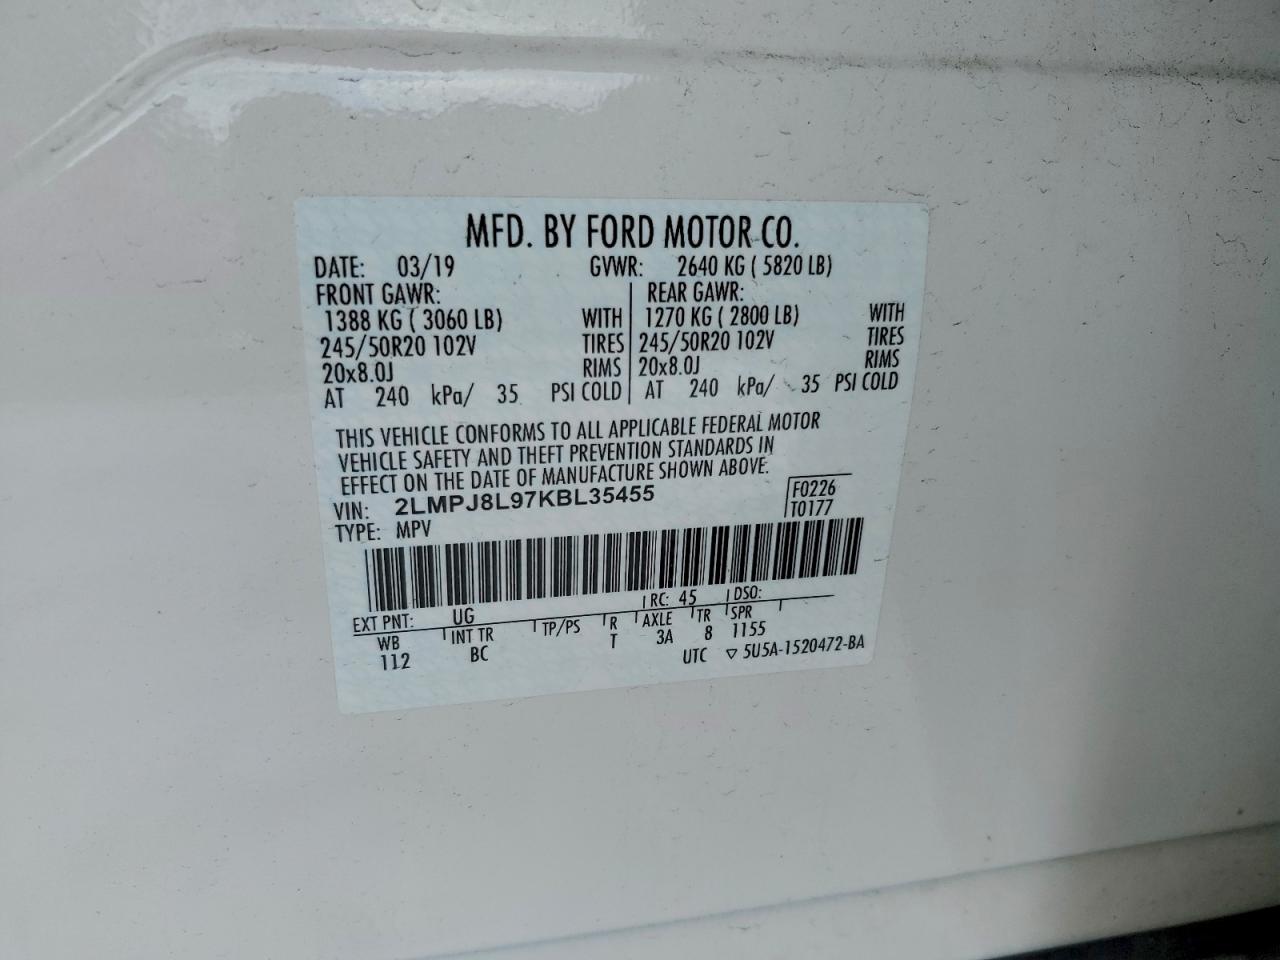 MFD. BY FORD MOTOR CO.
DATE: 03/19 GVWR: 2640 KG ( 5820 LB)
FRONT GAWR: REAR GAWR:
1388 KG ( 3060 LB) WITH 1270 KG ( 2800 LB) WITH
245/50R20 102V TIRES 245/50R20 102V TIRES
20x8.0J RIMS 20x8.0J RIMS
AT 240 kPa/ 35 PSI COLD AT 240 kPa/ 35 PSI COLD
THIS VEHICLE CONFORMS TO ALL APPLICABLE FEDERAL MOTOR
VEHICLE SAFETY AND THEFT PREVENTION STANDARDS IN
EFFECT ON THE DATE OF MANUFACTURE SHOWN ABOVE.
VIN: 2LMPJ8L97KBL35455 F0226
TYPE: MPV T0177
EXT PNT: UG RC: 45 DSO:
WB INT TR TP/PS R AXLE TR SPR
112 BC T 3A 8 1155
UTC ▽ 5U5A-1520472-BA